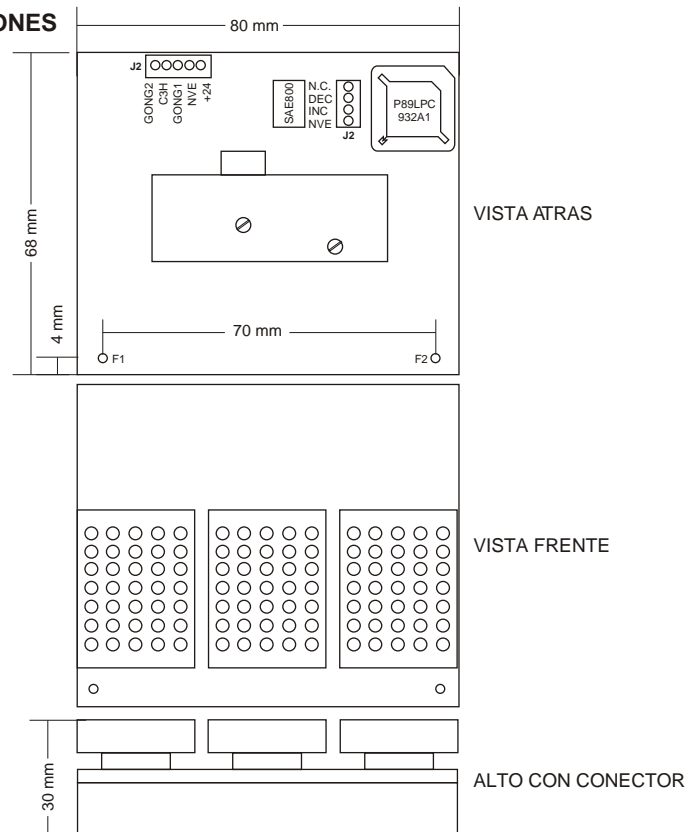 ONES
80 mm
J2
GONG2
C3H
GONG1
NVE
+24
SAE800
N.C.
DEC
INC
NVE
J2
P89LPC
932A1
68 mm
VISTA ATRAS
4 mm
70 mm
F1
F2
VISTA FRENTE
30 mm
ALTO CON CONECTOR